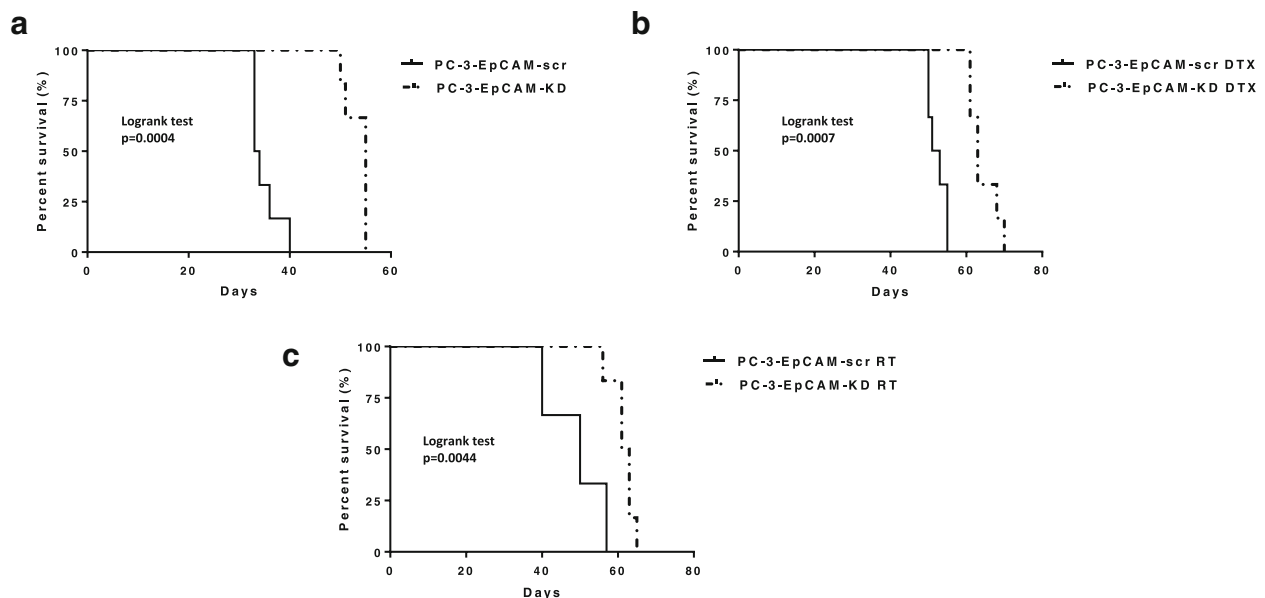 a
Percent survival (%)
100
75
50
25
0
0 20 40 60
Days
Logrank test
p=0.0004
PC-3-EpCAM-scr
PC-3-EpCAM-KD
b
Percent survival (%)
100
75
50
25
0
0 20 40 60 80
Days
Logrank test
p=0.0007
PC-3-EpCAM-scr DTX
PC-3-EpCAM-KD DTX
c
Percent survival (%)
100
75
50
25
0
0 20 40 60 80
Days
Logrank test
p=0.0044
PC-3-EpCAM-scr RT
PC-3-EpCAM-KD RT